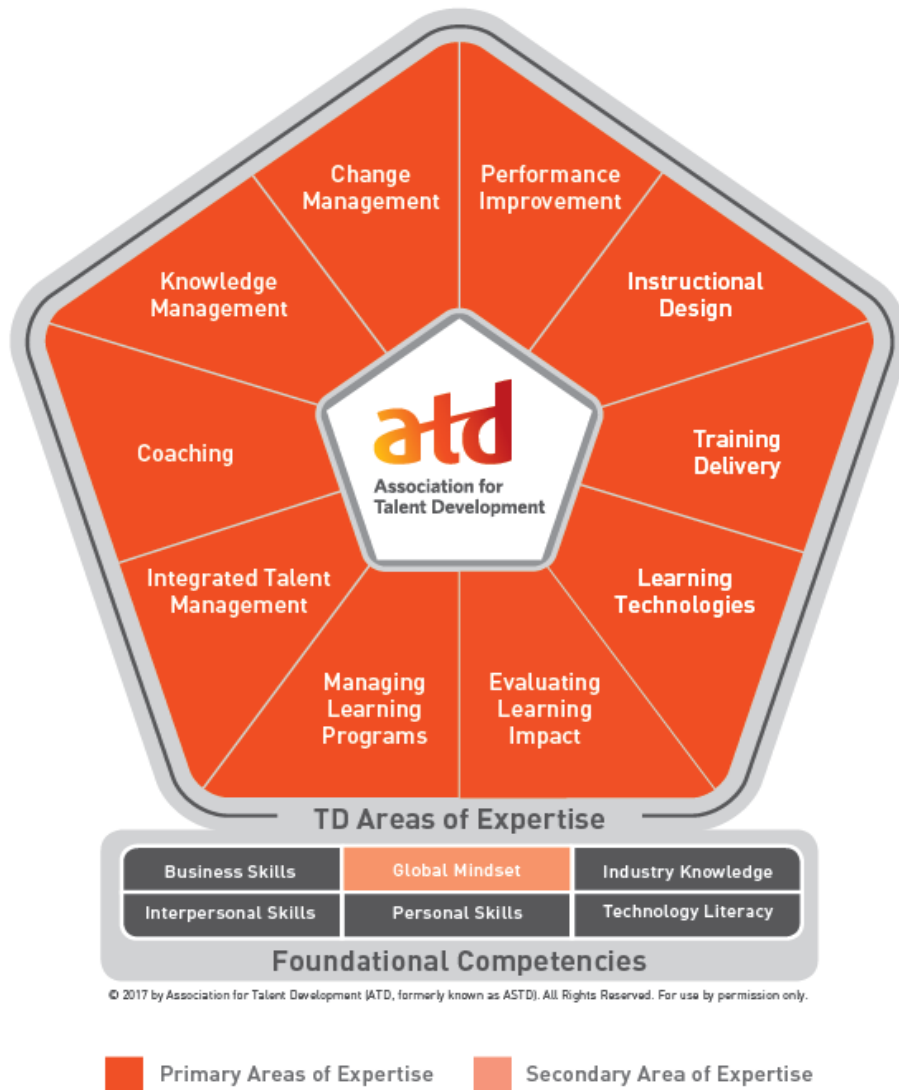 Change
Management
Performance
Improvement
Knowledge
Management
Instructional
Design
Coaching
atd
Association for
Talent Development
Training
Delivery
Integrated Talent
Management
Learning
Technologies
Managing
Learning
Programs
Evaluating
Learning
Impact
TD Areas of Expertise
Business Skills
Global Mindset
Industry Knowledge
Interpersonal Skills
Personal Skills
Technology Literacy
Foundational Competencies
© 2017 by Association for Talent Development (ATD, formerly known as ASTD). All Rights Reserved. For use by permission only.
Primary Areas of Expertise
Secondary Area of Expertise